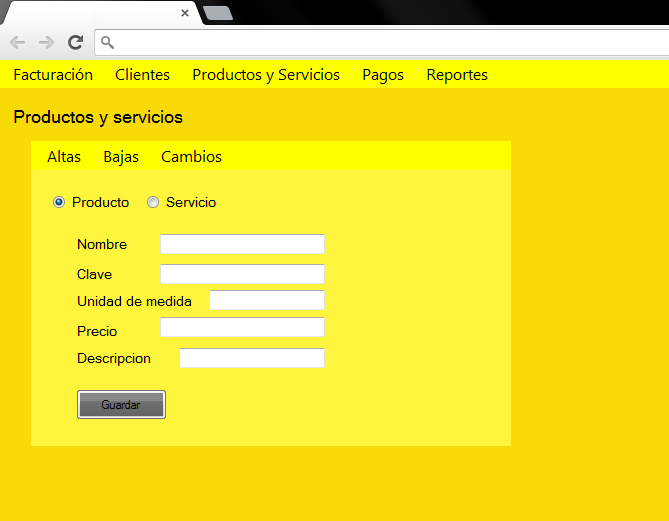 Facturación Clientes Productos y Servicios Pagos Reportes
Productos y servicios
Altas Bajas Cambios
Producto Servicio
Nombre
Clave
Unidad de medida
Precio
Descripcion
Guardar